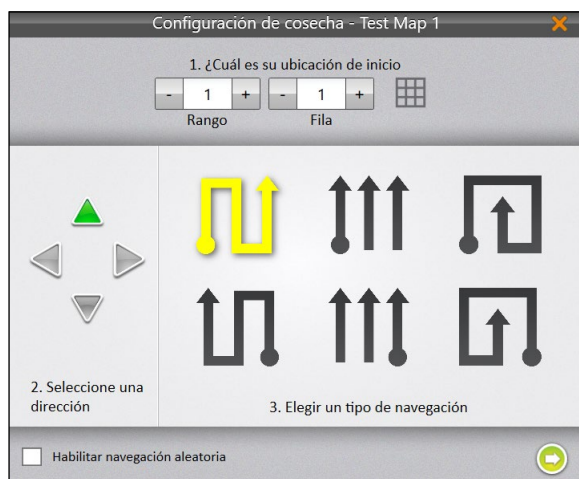 Configuración de cosecha - Test Map 1
1. ¿Cuál es su ubicación de inicio
- 1 + - 1 +
Rango Fila
2. Seleccione una
dirección
3. Elegir un tipo de navegación
Habilitar navegación aleatoria